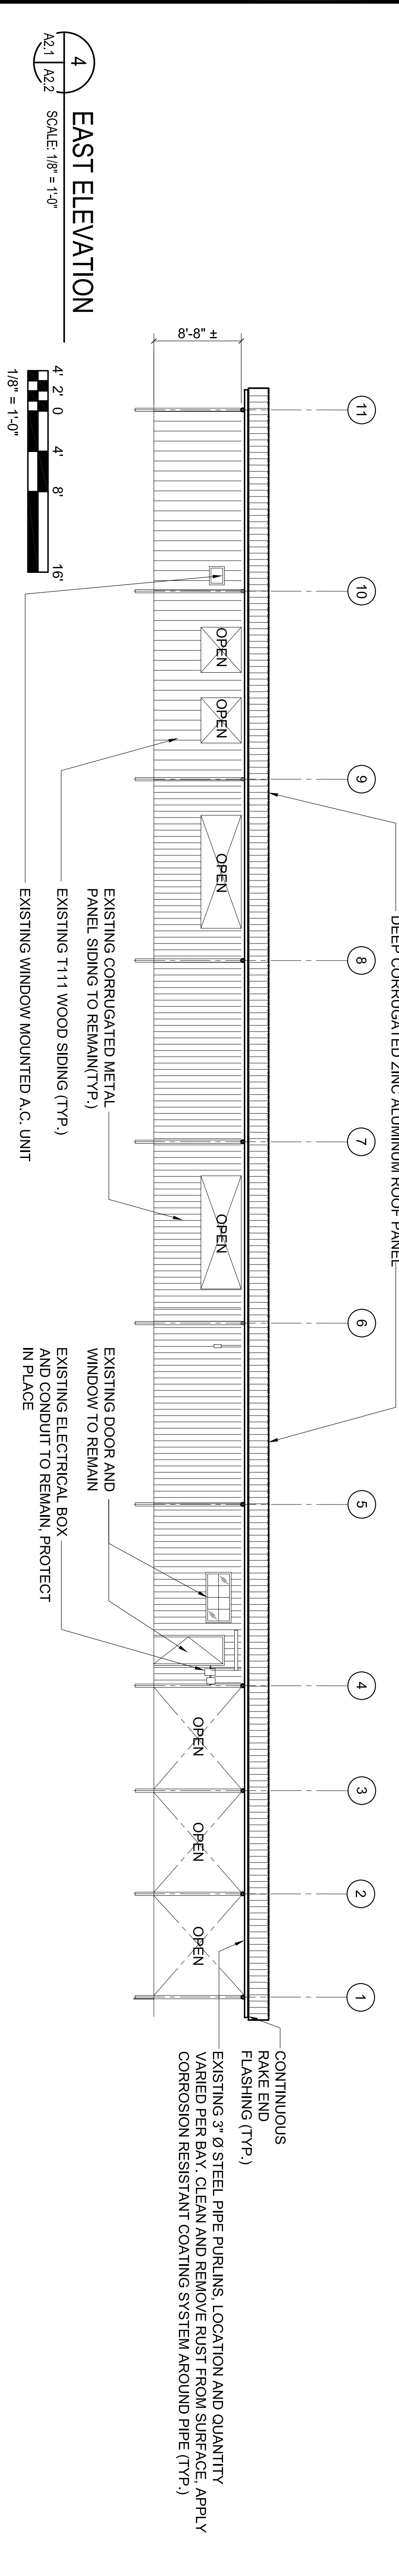 DEEP CORRUGATED ZINC ALUMINUM ROOF PANEL
11
10
9
8
7
6
5
4
3
2
1
8'-8" ±
OPEN
OPEN
OPEN
OPEN
OPEN
OPEN
OPEN
CONTINUOUS
RAKE END
FLASHING (TYP.)
EXISTING 3" Ø STEEL PIPE PURLINS, LOCATION AND QUANTITY
VARIED PER BAY. CLEAN AND REMOVE RUST FROM SURFACE, APPLY
CORROSION RESISTANT COATING SYSTEM AROUND PIPE (TYP.)
EXISTING CORRUGATED METAL
PANEL SIDING TO REMAIN(TYP.)
EXISTING T111 WOOD SIDING (TYP.)
EXISTING WINDOW MOUNTED A.C. UNIT
EXISTING DOOR AND
WINDOW TO REMAIN
EXISTING ELECTRICAL BOX
AND CONDUIT TO REMAIN, PROTECT
IN PLACE
4
A2.1
A2.2
EAST ELEVATION
SCALE: 1/8" = 1'-0"
4' 2' 0 4' 8' 16'
1/8" = 1'-0"